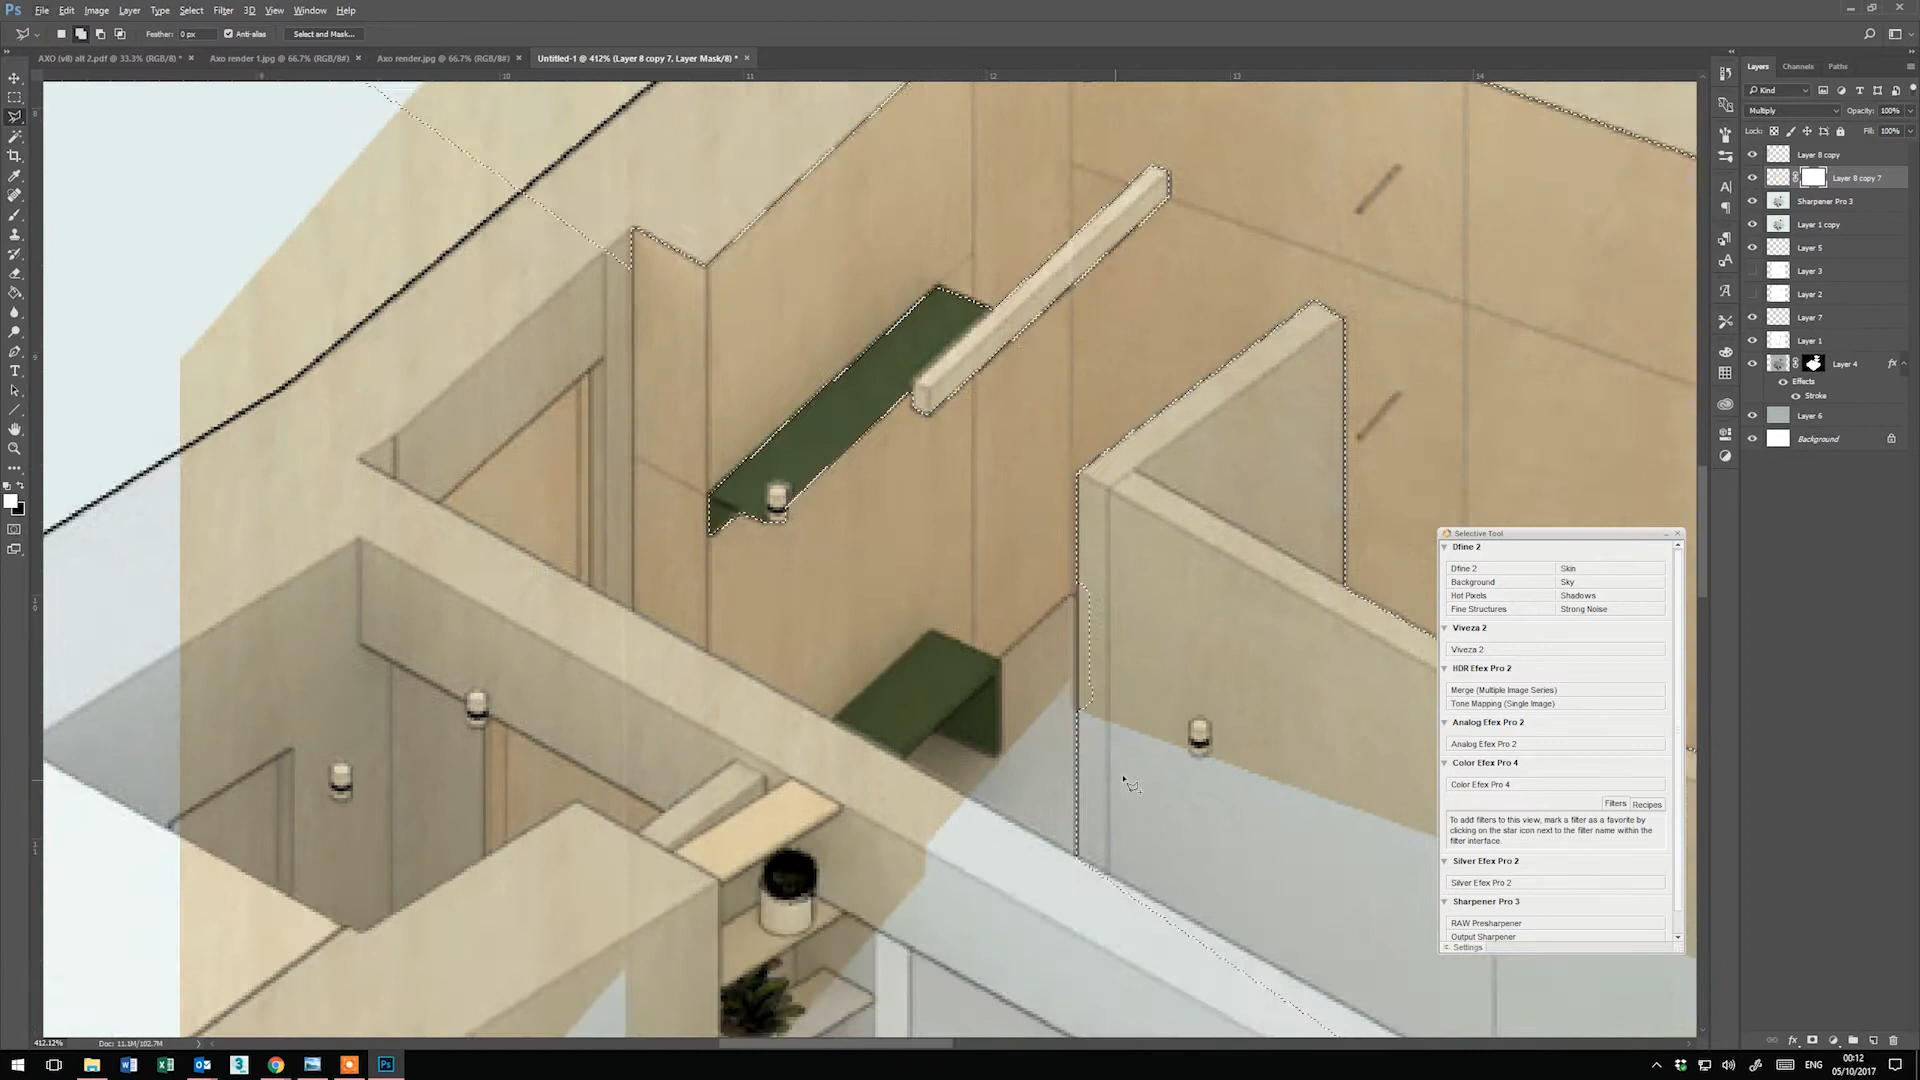 Ps File Edit Image Layer Type Select Filter 3D View Window Help
Feather: 0 px Anti-alias Select and Mask...
AXO (v8) alt 2.pdf @ 33.3% (RGB/8) * × Axo render 1.jpg @ 66.7% (RGB/8#) × Axo render.jpg @ 66.7% (RGB/8#) × Untitled-1 @ 412% (Layer 8 copy 7, Layer Mask/8) * ×
9 10 11 12 13 14
Layers Channels Paths
Kind
Multiply Opacity: 100%
Lock: Fill: 100%
Layer 8 copy
Layer 8 copy 7
Sharpener Pro 3
Layer 1 copy
Layer 5
Layer 3
Layer 2
Layer 7
Layer 1
Layer 4 fx
Effects
Stroke
Layer 6
Background
Selective Tool
Dfine 2
Dfine 2 Skin
Background Sky
Hot Pixels Shadows
Fine Structures Strong Noise
Viveza 2
Viveza 2
HDR Efex Pro 2
Merge (Multiple Image Series)
Tone Mapping (Single Image)
Analog Efex Pro 2
Analog Efex Pro 2
Color Efex Pro 4
Color Efex Pro 4
Filters Recipes
To add filters to this view, mark a filter as a favorite by
clicking on the star icon next to the filter name within the
filter interface.
Silver Efex Pro 2
Silver Efex Pro 2
Sharpener Pro 3
RAW Presharpener
Output Sharpener
Settings
412.12% Doc: 11.1M/102.7M
ENG 00:12
05/10/2017